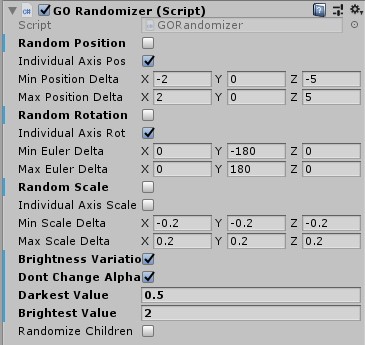 GO Randomizer (Script)
Script GORandomizer
Random Position
Individual Axis Pos
Min Position Delta X -2 Y 0 Z -5
Max Position Delta X 2 Y 0 Z 5
Random Rotation
Individual Axis Rot
Min Euler Delta X 0 Y -180 Z 0
Max Euler Delta X 0 Y 180 Z 0
Random Scale
Individual Axis Scale
Min Scale Delta X -0.2 Y -0.2 Z -0.2
Max Scale Delta X 0.2 Y 0.2 Z 0.2
Brightness Variatio
Dont Change Alpha
Darkest Value 0.5
Brightest Value 2
Randomize Children